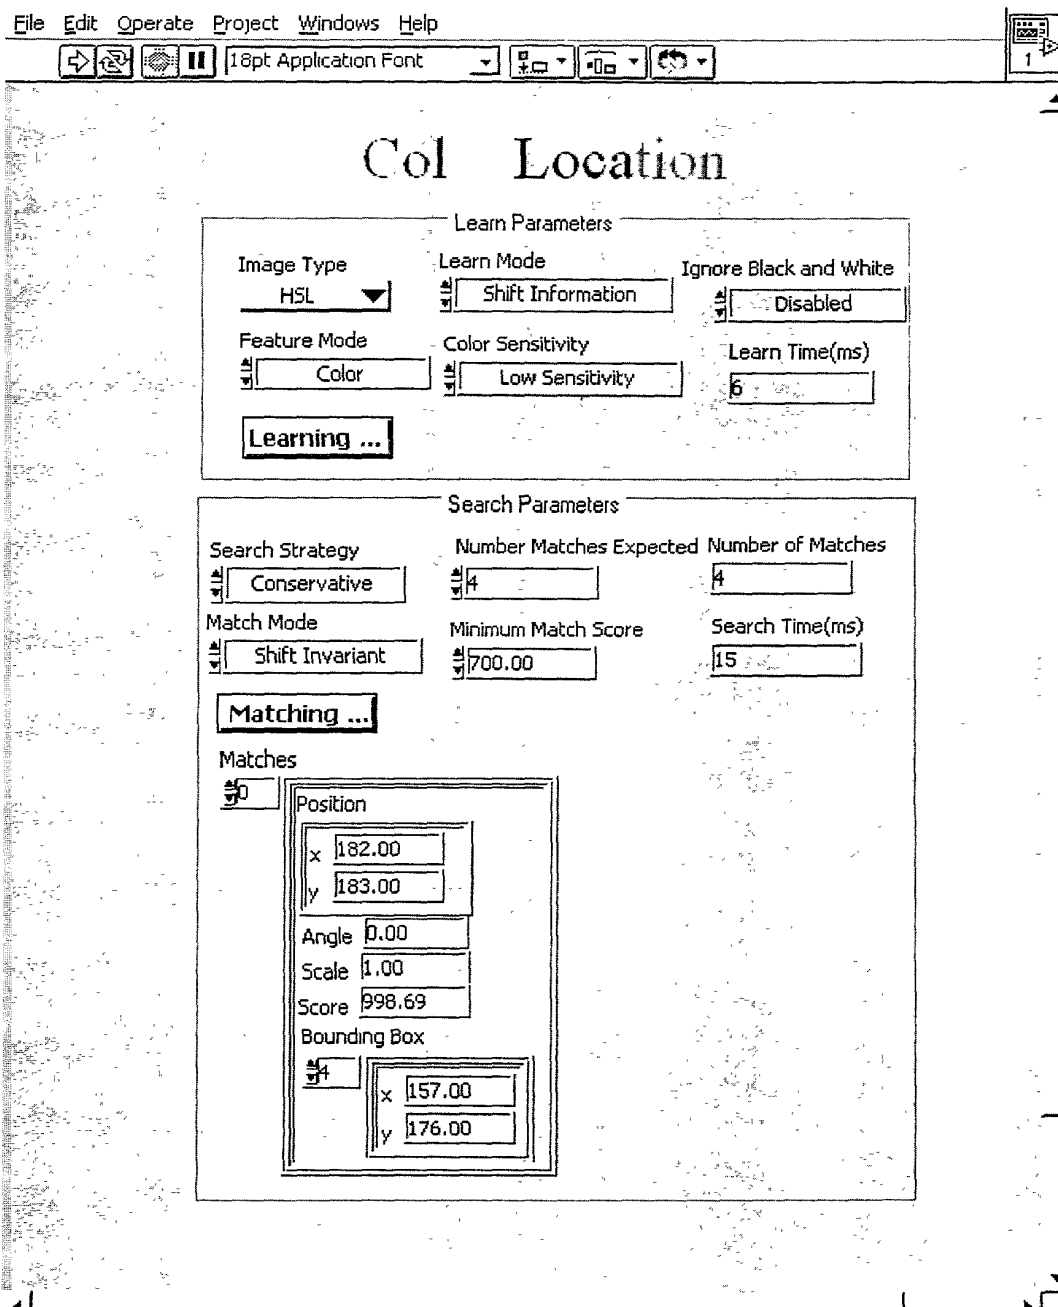 File Edit Operate Project Windows Help
18pt Application Font
1
Col Location
Learn Parameters
Image Type Learn Mode Ignore Black and White
HSL Shift Information Disabled
Feature Mode Color Sensitivity Learn Time(ms)
Color Low Sensitivity 6
Learning ...
Search Parameters
Search Strategy Number Matches Expected Number of Matches
Conservative 4 4
Match Mode Minimum Match Score Search Time(ms)
Shift Invariant 700.00 15
Matching ...
Matches
0
Position
x 182.00
y 183.00
Angle 0.00
Scale 1.00
Score 998.69
Bounding Box
4
x 157.00
y 176.00